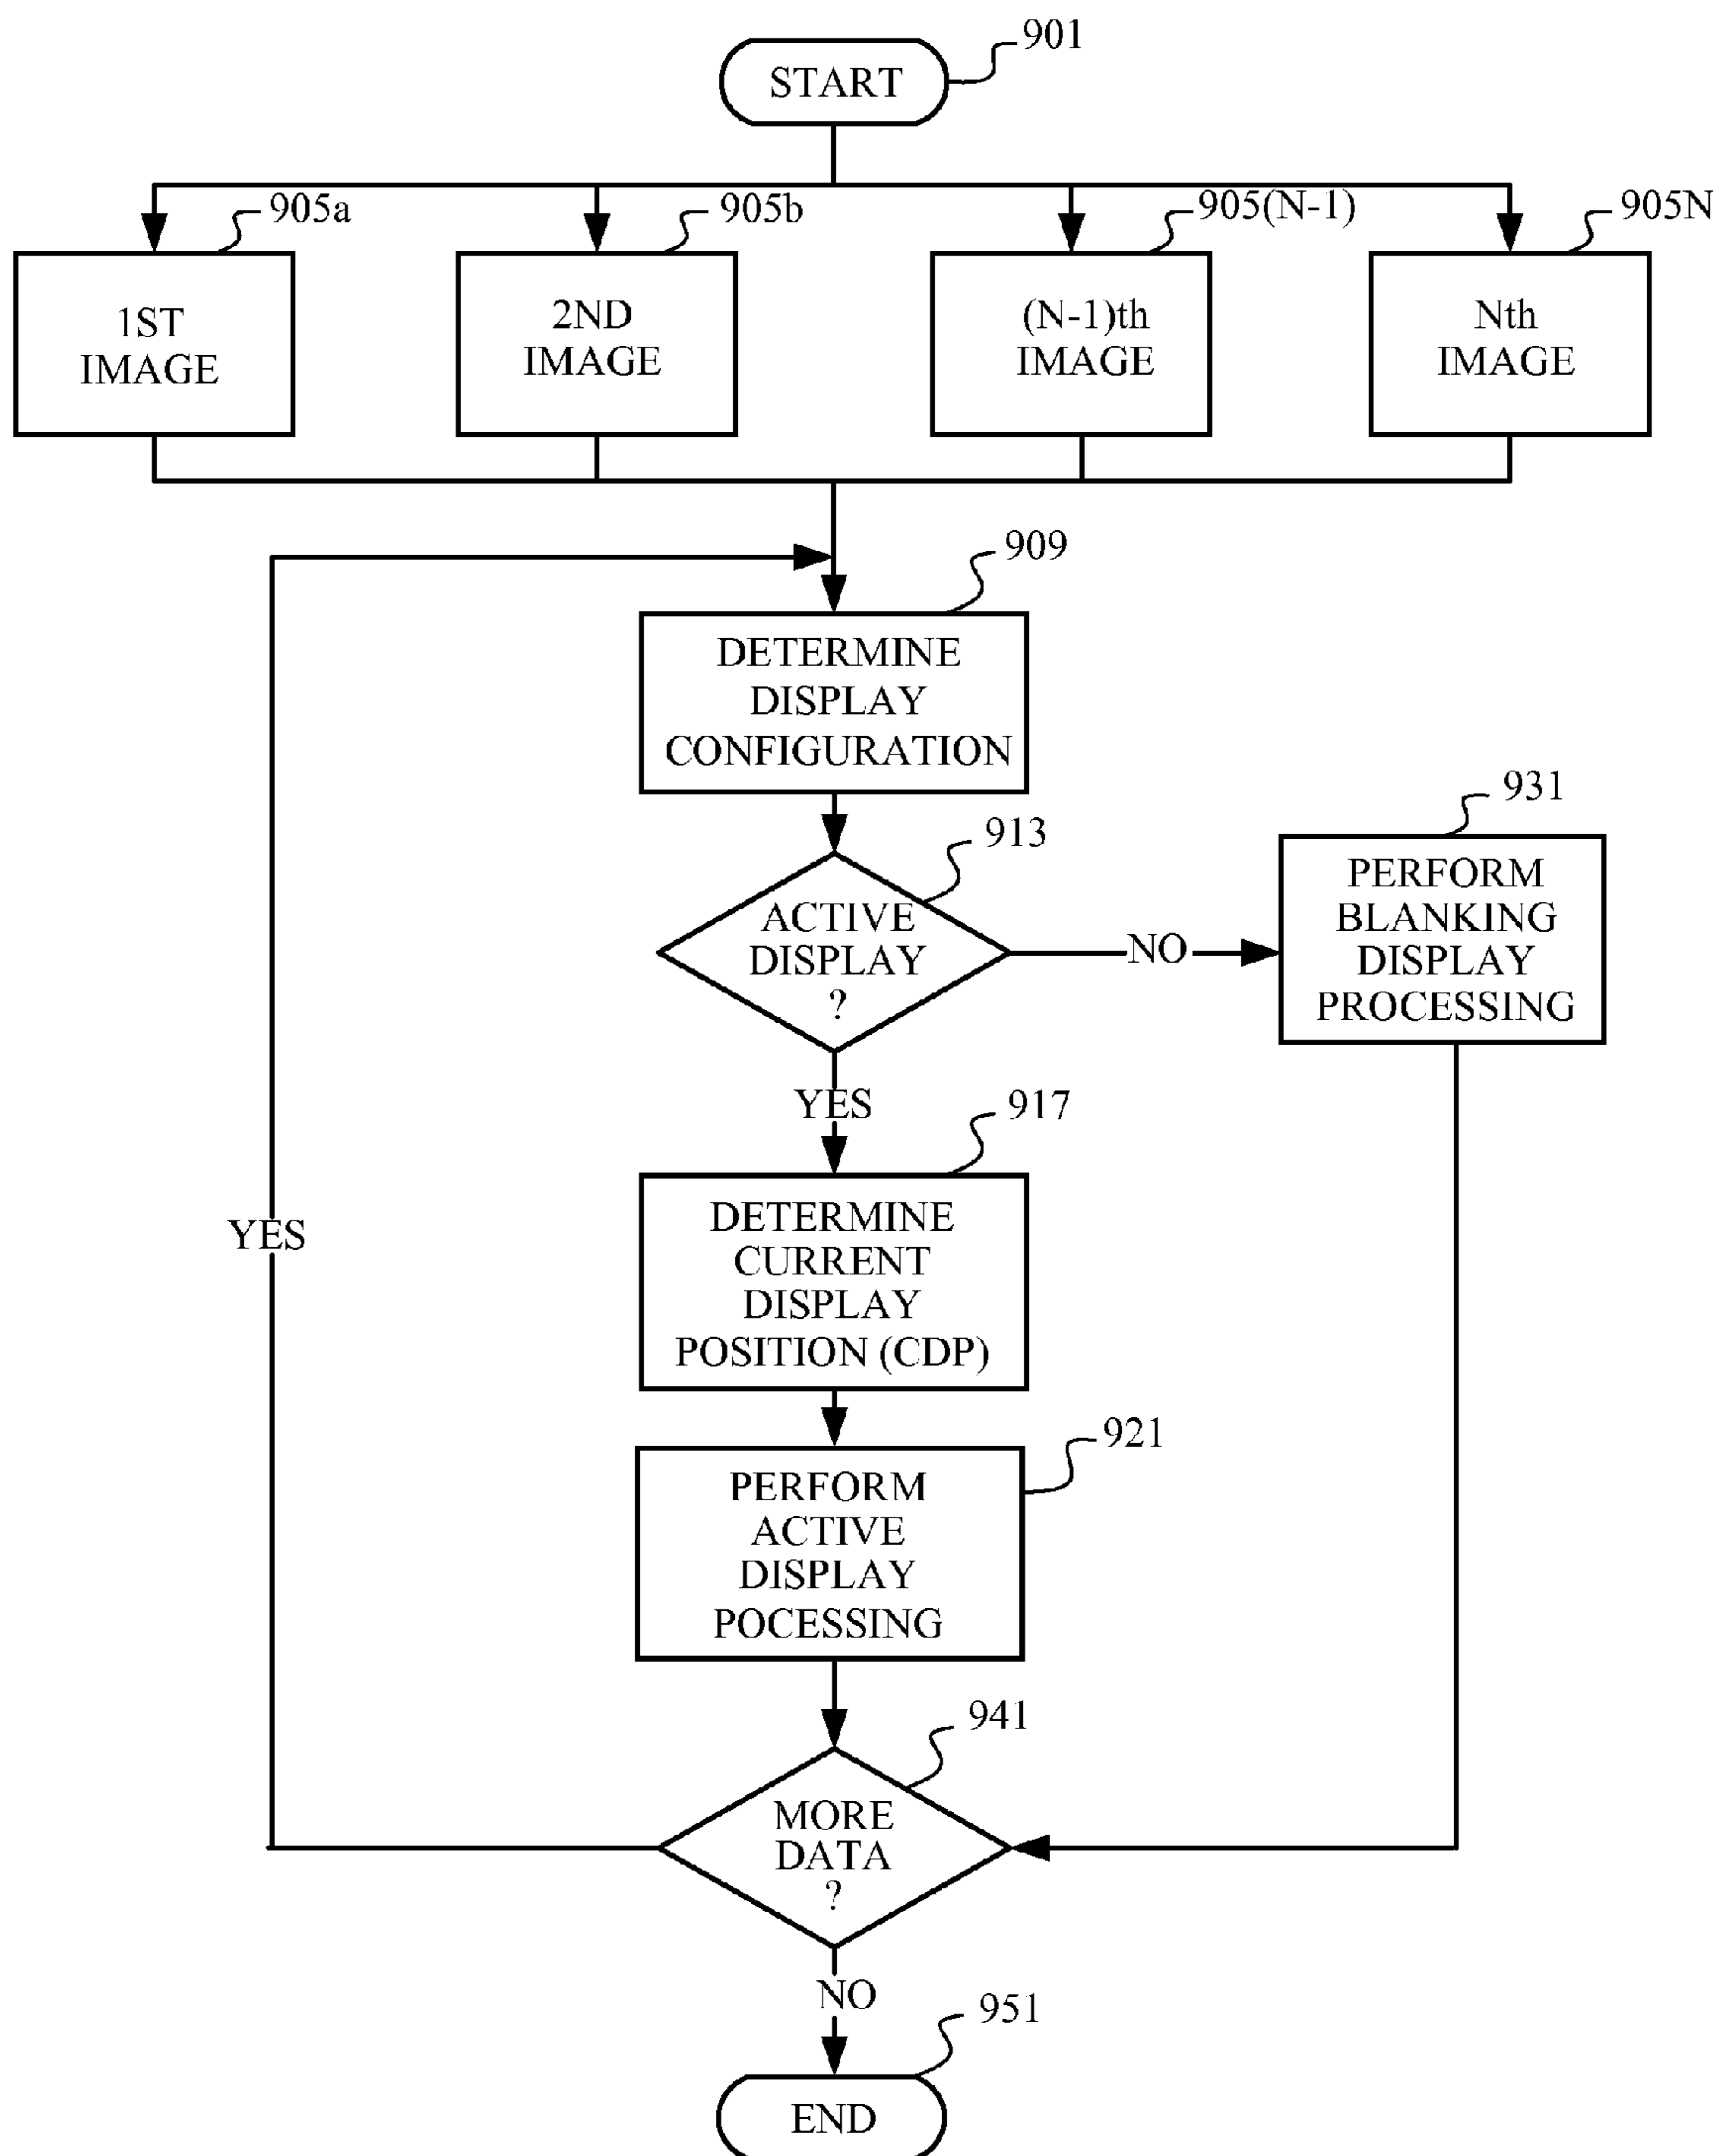 901
START
905a
905b
905(N-1)
905N
1ST
IMAGE
2ND
IMAGE
(N-1)th
IMAGE
Nth
IMAGE
909
DETERMINE
DISPLAY
CONFIGURATION
913
ACTIVE
DISPLAY
?
NO
931
PERFORM
BLANKING
DISPLAY
PROCESSING
YES
917
DETERMINE
CURRENT
DISPLAY
POSITION (CDP)
YES
921
PERFORM
ACTIVE
DISPLAY
POCESSING
941
MORE
DATA
?
NO
951
END